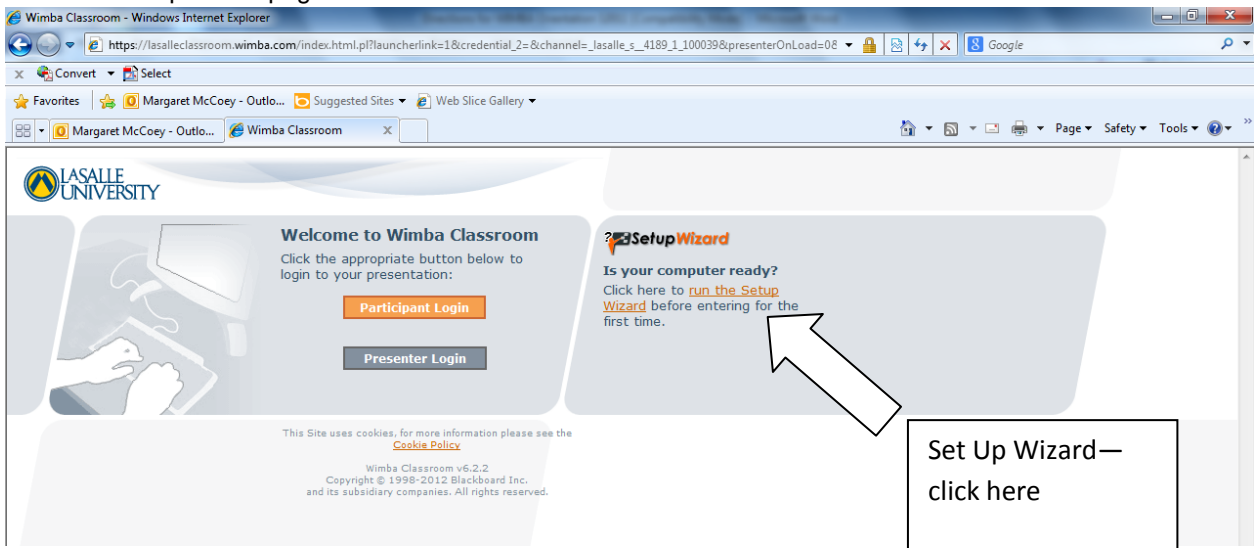 Wimba Classroom - Windows Internet Explorer
https://lasalleclassroom.wimba.com/index.html.pl?launcherlink=1&credential_2=&channel=_lasalle_s__4189_1_100039&presenterOnLoad=08
Google
x Convert Select
Favorites Margaret McCoey - Outlo... Suggested Sites Web Slice Gallery
Margaret McCoey - Outlo... Wimba Classroom X Page Safety Tools
LASALLE
UNIVERSITY
Welcome to Wimba Classroom
Click the appropriate button below to
login to your presentation:
Participant Login
Presenter Login
?SetupWizard
Is your computer ready?
Click here to run the Setup
Wizard before entering for the
first time.
This Site uses cookies, for more information please see the
Cookie Policy
Wimba Classroom v6.2.2
Copyright © 1998-2012 Blackboard Inc.
and its subsidiary companies. All rights reserved.
Set Up Wizard—
click here